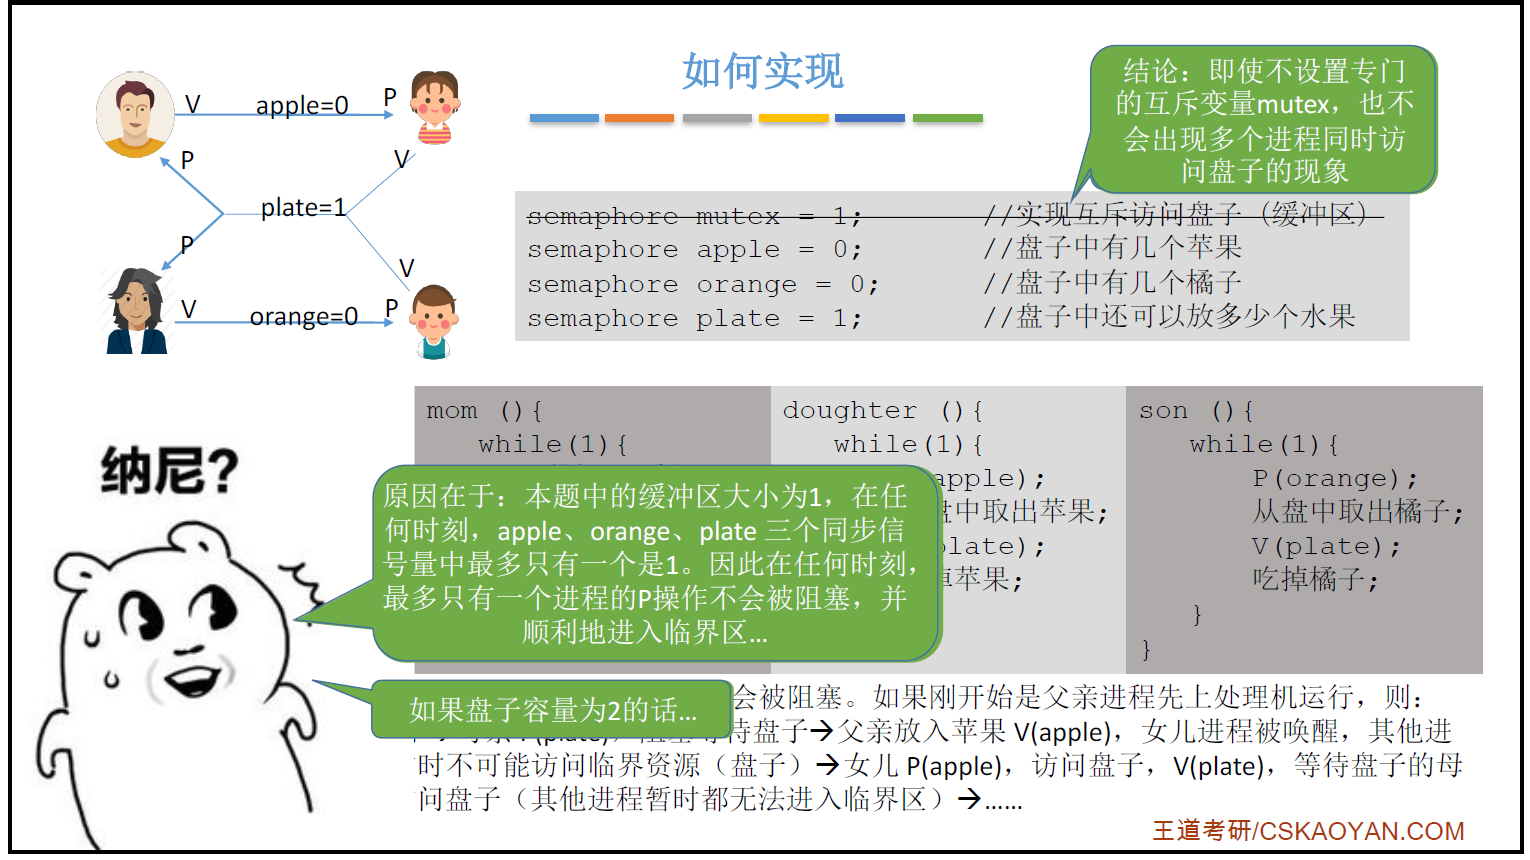 如何实现
结论：即使不设置专门
的互斥变量mutex，也不
会出现多个进程同时访
问盘子的现象
V
apple=0
P
P
V
plate=1
P
V
V
orange=0
P
semaphore mutex = 1; //实现互斥访问盘子（缓冲区）
semaphore apple = 0; //盘子中有几个苹果
semaphore orange = 0; //盘子中有几个橘子
semaphore plate = 1; //盘子中还可以放多少个水果
mom (){
while(1){
doughter (){
while(1){
apple);
盘中取出苹果;
plate);
掉苹果;
son (){
while(1){
P(orange);
从盘中取出橘子;
V(plate);
吃掉橘子;
}
}
纳尼?
原因在于：本题中的缓冲区大小为1，在任
何时刻，apple、orange、plate 三个同步信
号量中最多只有一个是1。因此在任何时刻，
最多只有一个进程的P操作不会被阻塞，并
顺利地进入临界区...
如果盘子容量为2的话...
会被阻塞。如果刚开始是父亲进程先上处理机运行，则：
待盘子→父亲放入苹果 V(apple)，女儿进程被唤醒，其他进
时不可能访问临界资源（盘子）→女儿 P(apple)，访问盘子，V(plate)，等待盘子的母
问盘子（其他进程暂时都无法进入临界区）→......
王道考研/CSKAOYAN.COM